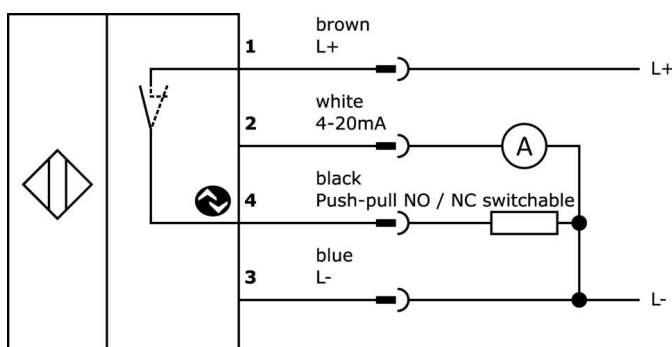 brown
1 L+
L+
white
2 4-20mA
A
black
4 Push-pull NO / NC switchable
blue
3 L-
L-